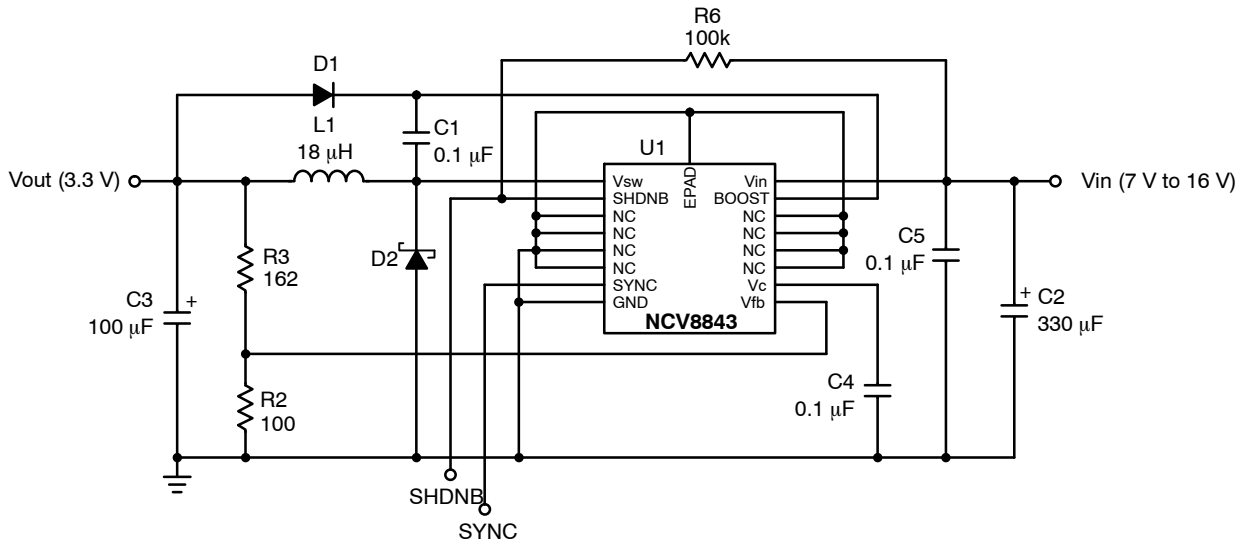 R6
100k
D1
L1
18 μH
C1
0.1 μF
U1
Vout (3.3 V)
Vin (7 V to 16 V)
Vsw
SHDNB
NC
NC
NC
NC
SYNC
GND
EPAD
Vin
BOOST
NC
NC
NC
NC
Vc
Vfb
NCV8843
R3
162
D2
C5
0.1 μF
C3
100 μF
+
+
C2
330 μF
R2
100
C4
0.1 μF
SHDNB
SYNC